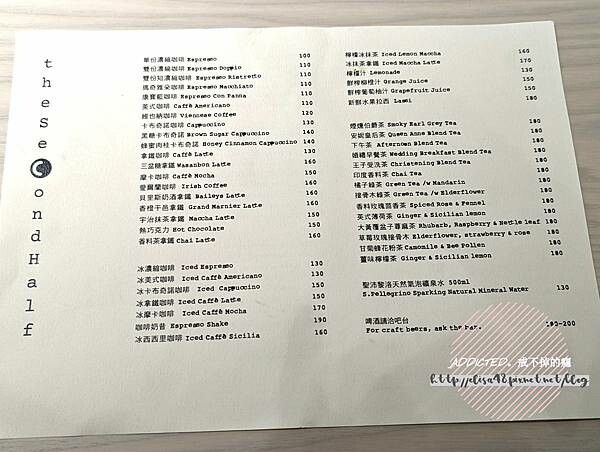 theSecondHalf
單份濃縮咖啡 Espresso 100
雙份濃縮咖啡 Espresso Doppio 110
雙份短濃縮咖啡 Espresso Ristretto 110
瑪奇雅朵咖啡 Espresso Macchiato
康寶藍咖啡 Espresso Con Panna
美式咖啡 Caffè Americano
維也納咖啡 Viennese Coffee 120
卡布奇諾咖啡 Cappuccino
黑糖卡布奇諾 Brown Sugar Cappuccino 140
蜂蜜肉桂卡布奇諾 Honey Cinnamon Cappuccino 140
拿鐵咖啡 Caffè Latte 130
三盆糖拿鐵 Wasanbon Latte 160
摩卡咖啡 Caffè Mocha 150
愛爾蘭咖啡 Irish Coffee 160
貝里斯奶酒拿鐵 Baileys Latte 160
香橙干邑拿鐵 Grand Marnier Latte 160
宇治抹茶拿鐵 Maccha Latte 150
熱巧克力 Hot Chocolate 150
香料茶拿鐵 Chai Latte 160
冰濃縮咖啡 Iced Espresso 130
冰美式咖啡 Iced Caffè Americano 130
冰卡布奇諾咖啡 Iced Cappuccino 150
冰拿鐵咖啡 Iced Caffè Latte 150
冰摩卡咖啡 Iced Caffè Mocha 170
咖啡奶昔 Espresso Shake 190
冰西西里咖啡 Iced Caffè Sicilia 160
檸檬冰抹茶 Iced Lemon Maccha 160
冰抹茶拿鐵 Iced Maccha Latte 170
檸檬汁 Lemonade 130
鮮榨柳橙汁 Orange Juice 150
鮮榨葡萄柚汁 Grapefruit Juice 150
新鮮水果拉西 Lassi 180
煙燻伯爵茶 Smoky Earl Grey Tea 180
安妮皇后茶 Queen Anne Blend Tea 180
下午茶 Afternoon Blend Tea 180
婚禮早餐茶 Wedding Breakfast Blend Tea 180
王子受洗茶 Christening Blend Tea 180
印度香料茶 Chai Tea 180
橘子綠茶 Green Tea /w Mandarin 180
接骨木綠茶 Green Tea /w Elderflower 180
香料玫瑰茴香茶 Spiced Rose & Fennel 180
英式薄荷茶 Ginger & Sicilian lemon 180
大黃覆盆子蕁麻茶 Rhubarb, Raspberry & Nettle leaf 180
草莓玫瑰接骨木 Elderflower, strawberry & rose 180
甘菊蜂花粉茶 Camomile & Bee Pollen 180
薑味檸檬茶 Ginger & Sicilian lemon 180
聖沛黎洛天然氣泡礦泉水 500ml
S.Pellegrino Sparking Natural Mineral Water 130
啤酒請洽吧台
For craft beers, ask the bar. 190-200
ADDICTED、戒不掉的癮
http://elisa48.pixnet.net/blog